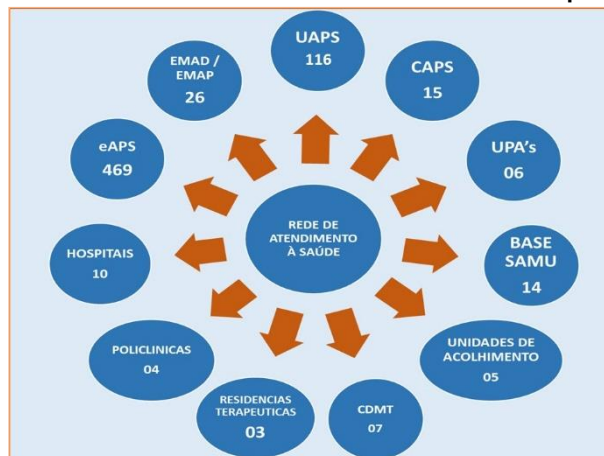 UAPS
116
CAPS
15
UPA's
06
BASE
SAMU
14
UNIDADES DE
ACOLHIMENTO
05
CDMT
07
RESIDENCIAS
TERAPEUTICAS
03
POLICLINICAS
04
HOSPITAIS
10
eAPS
469
EMAD /
EMAP
26
REDE DE
ATENDIMENTO
À SAÚDE